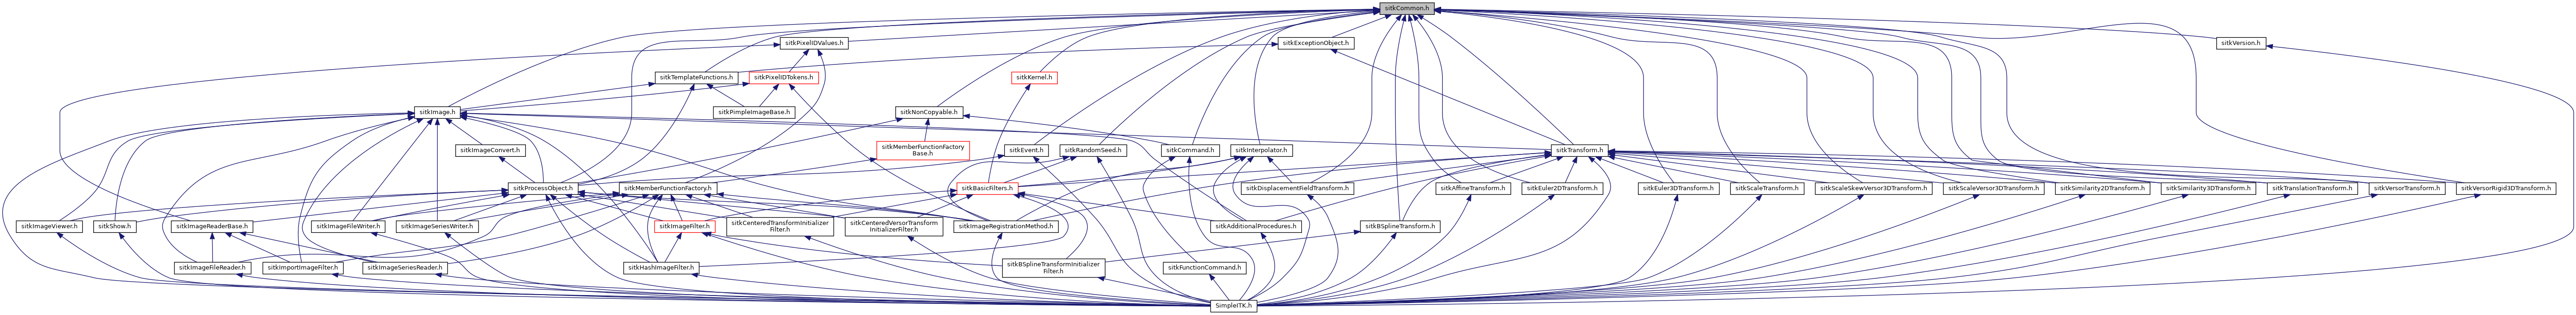 sitkCommon.h
sitkPixelIDValues.h
sitkExceptionObject.h
sitkVersion.h
sitkTemplateFunctions.h
sitkPixelIDTokens.h
sitkKernel.h
sitkImage.h
sitkPimpleImageBase.h
sitkNonCopyable.h
sitkImageConvert.h
sitkMemberFunctionFactory
Base.h
sitkEvent.h
sitkRandomSeed.h
sitkCommand.h
sitkInterpolator.h
sitkTransform.h
sitkProcessObject.h
sitkMemberFunctionFactory.h
sitkBasicFilters.h
sitkDisplacementFieldTransform.h
sitkAffineTransform.h
sitkEuler2DTransform.h
sitkEuler3DTransform.h
sitkScaleTransform.h
sitkScaleSkewVersor3DTransform.h
sitkScaleVersor3DTransform.h
sitkSimilarity2DTransform.h
sitkSimilarity3DTransform.h
sitkTranslationTransform.h
sitkVersorTransform.h
sitkVersorRigid3DTransform.h
sitkImageViewer.h
sitkShow.h
sitkImageReaderBase.h
sitkImageFileWriter.h
sitkImageSeriesWriter.h
sitkImageFilter.h
sitkCenteredTransformInitializer
Filter.h
sitkCenteredVersorTransform
InitializerFilter.h
sitkImageRegistrationMethod.h
sitkAdditionalProcedures.h
sitkBSplineTransform.h
sitkImageFileReader.h
sitkImportImageFilter.h
sitkImageSeriesReader.h
sitkHashImageFilter.h
sitkBSplineTransformInitializer
Filter.h
sitkFunctionCommand.h
SimpleITK.h